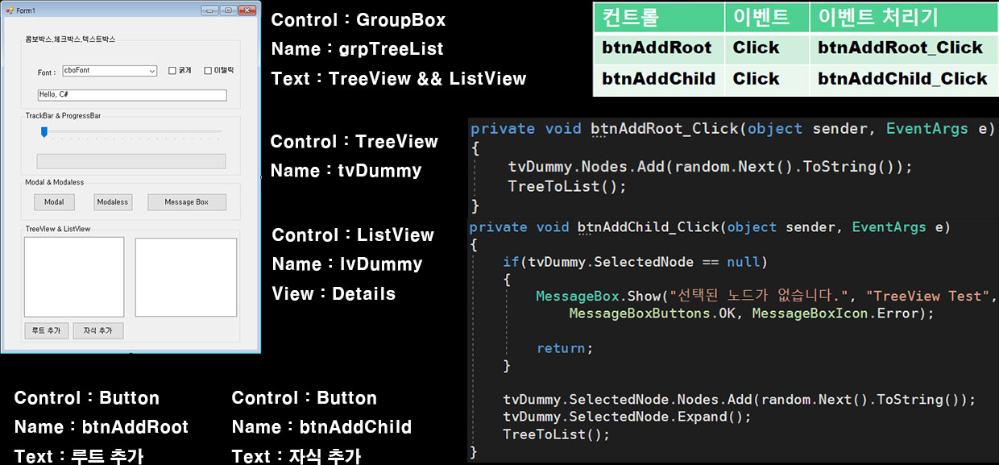 Form1
콤보박스,체크박스,텍스트박스
Font :
cboFont
굵게
이탤릭
Hello, C#
TrackBar & ProgressBar
Modal & Modaless
Modal
Modaless
Message Box
TreeView & ListView
루트 추가
자식 추가
Control : GroupBox
Name : grpTreeList
Text : TreeView && ListView
Control : TreeView
Name : tvDummy
Control : ListView
Name : lvDummy
View : Details
Control : Button
Name : btnAddRoot
Text : 루트 추가
Control : Button
Name : btnAddChild
Text : 자식 추가
컨트롤 이벤트 이벤트 처리기
btnAddRoot Click btnAddRoot_Click
btnAddChild Click btnAddChild_Click
private void btnAddRoot_Click(object sender, EventArgs e)
{
tvDummy.Nodes.Add(random.Next().ToString());
TreeToList();
}
private void btnAddChild_Click(object sender, EventArgs e)
{
if(tvDummy.SelectedNode == null)
{
MessageBox.Show("선택된 노드가 없습니다.", "TreeView Test",
MessageBoxButtons.OK, MessageBoxIcon.Error);
return;
}
tvDummy.SelectedNode.Nodes.Add(random.Next().ToString());
tvDummy.SelectedNode.Expand();
TreeToList();
}